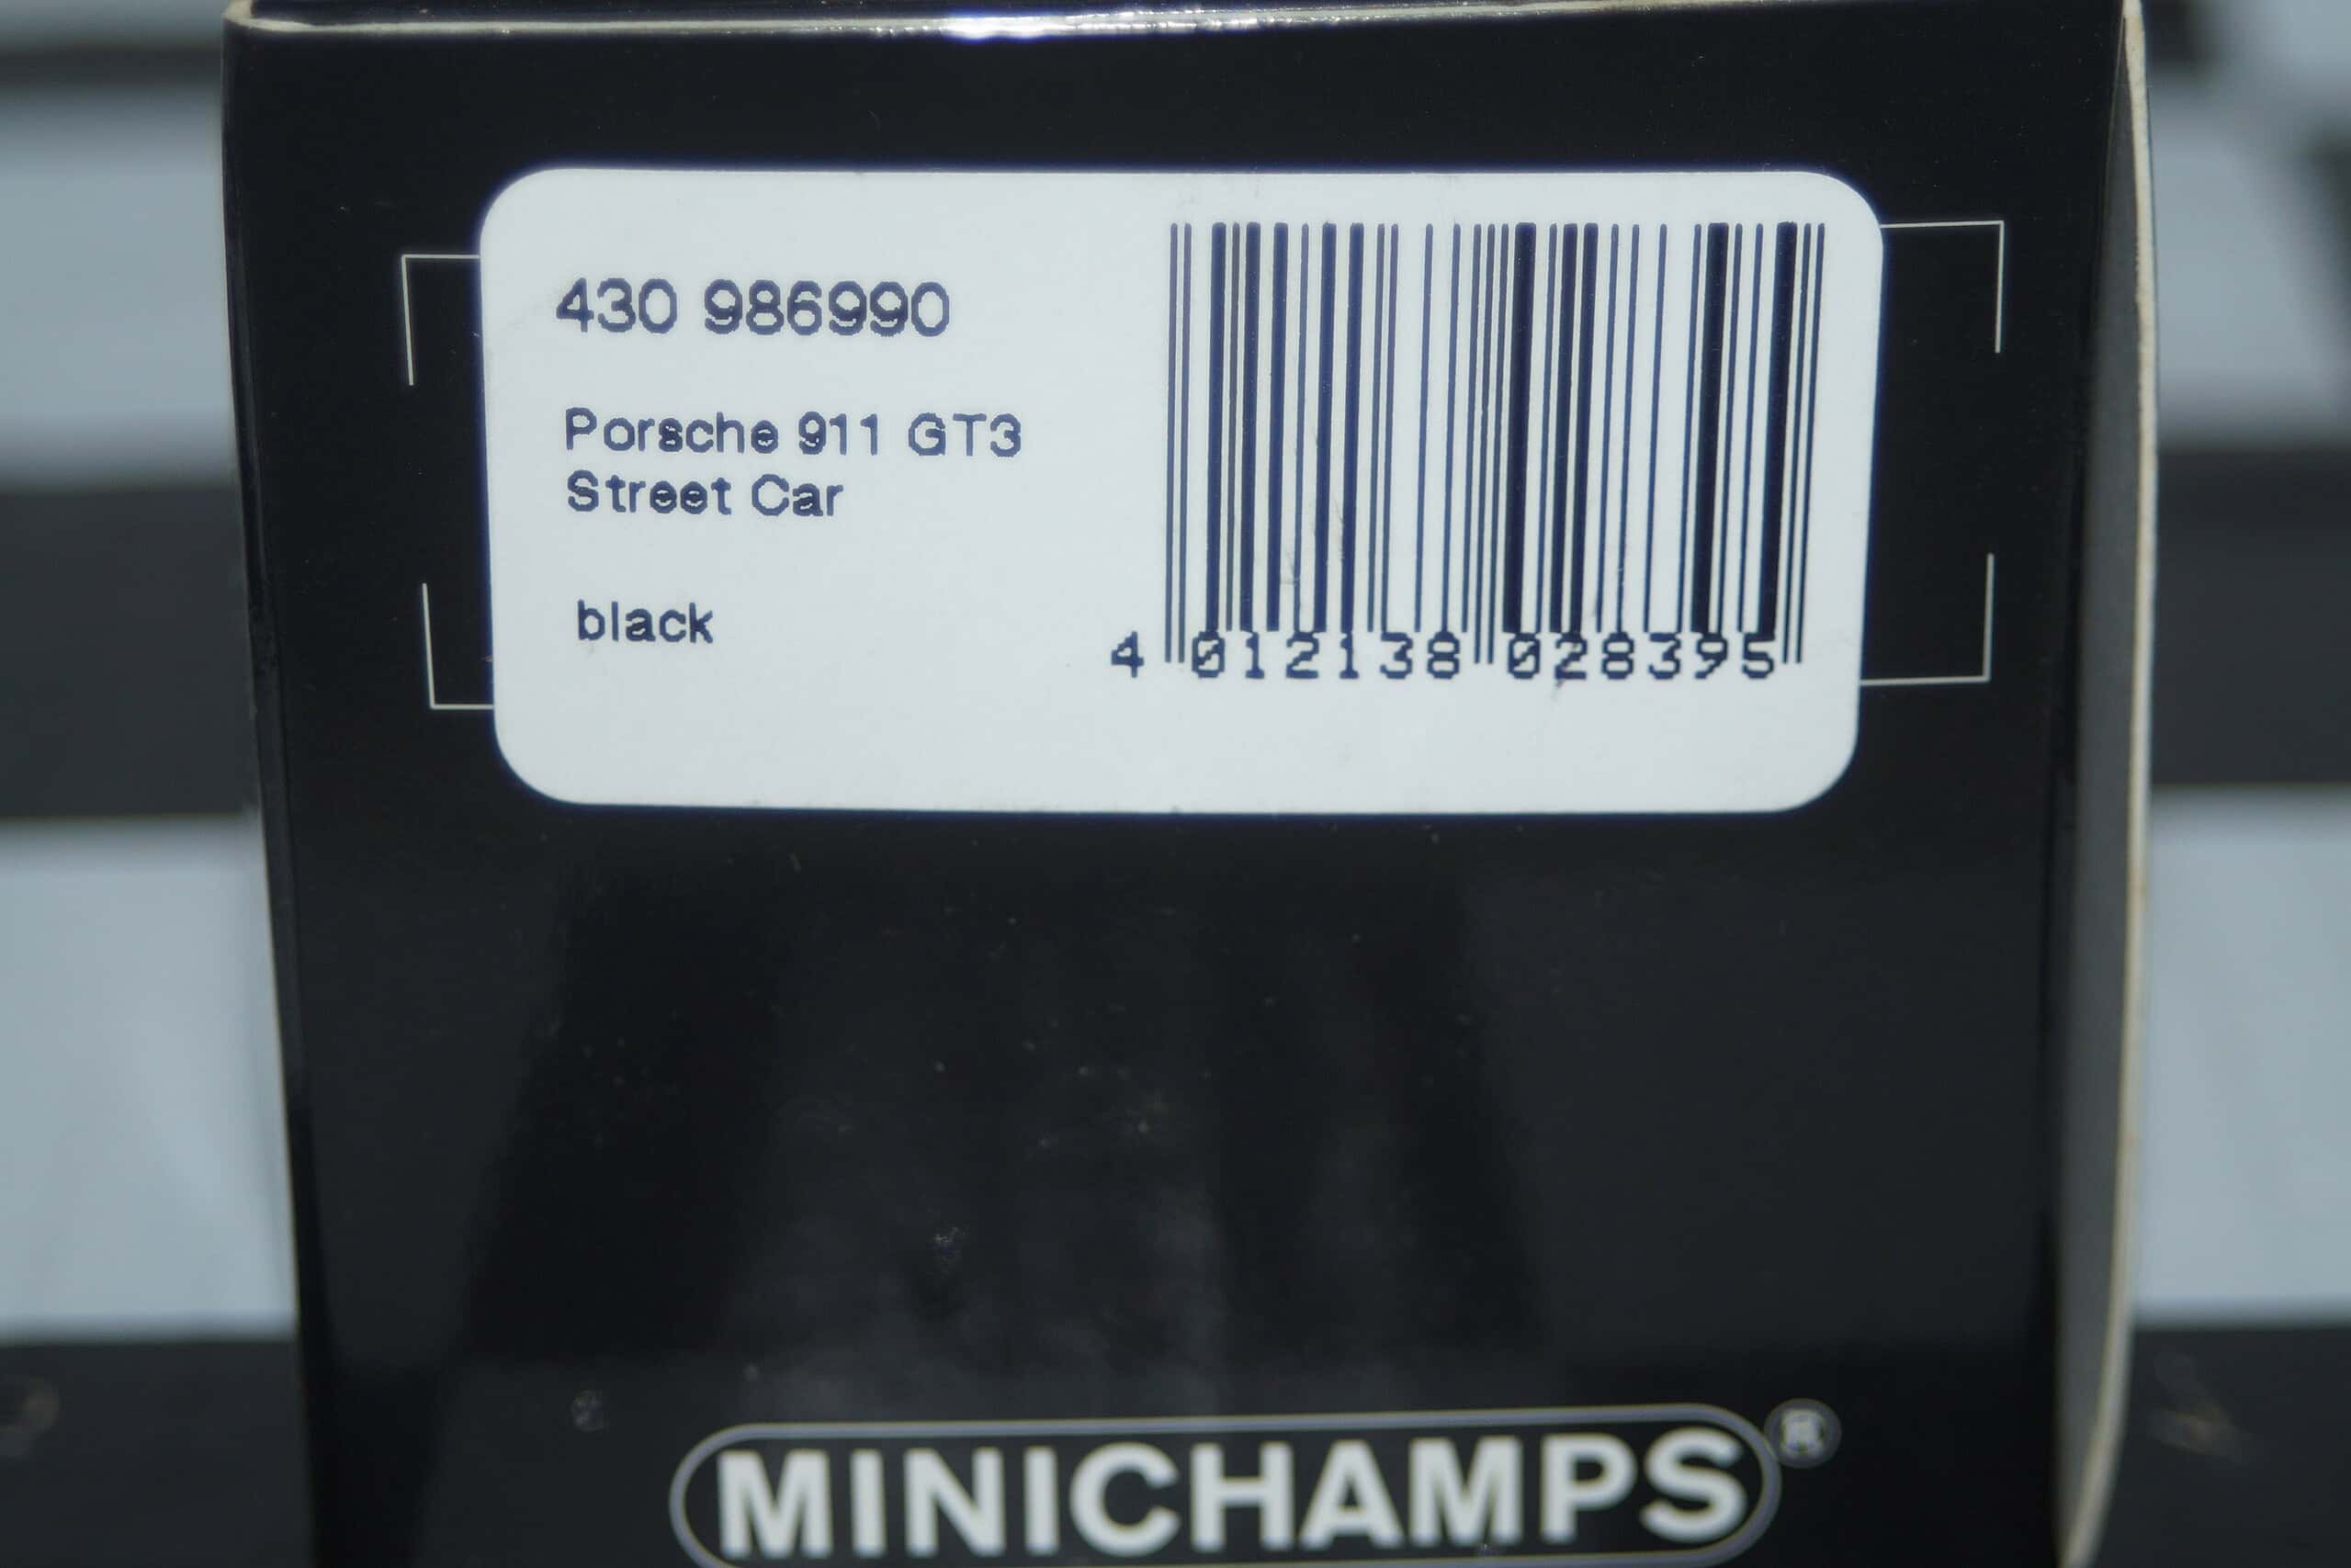 430 986990
Porsche 911 GT3
Street Car
black
4 012138 028395
MINICHAMPS®